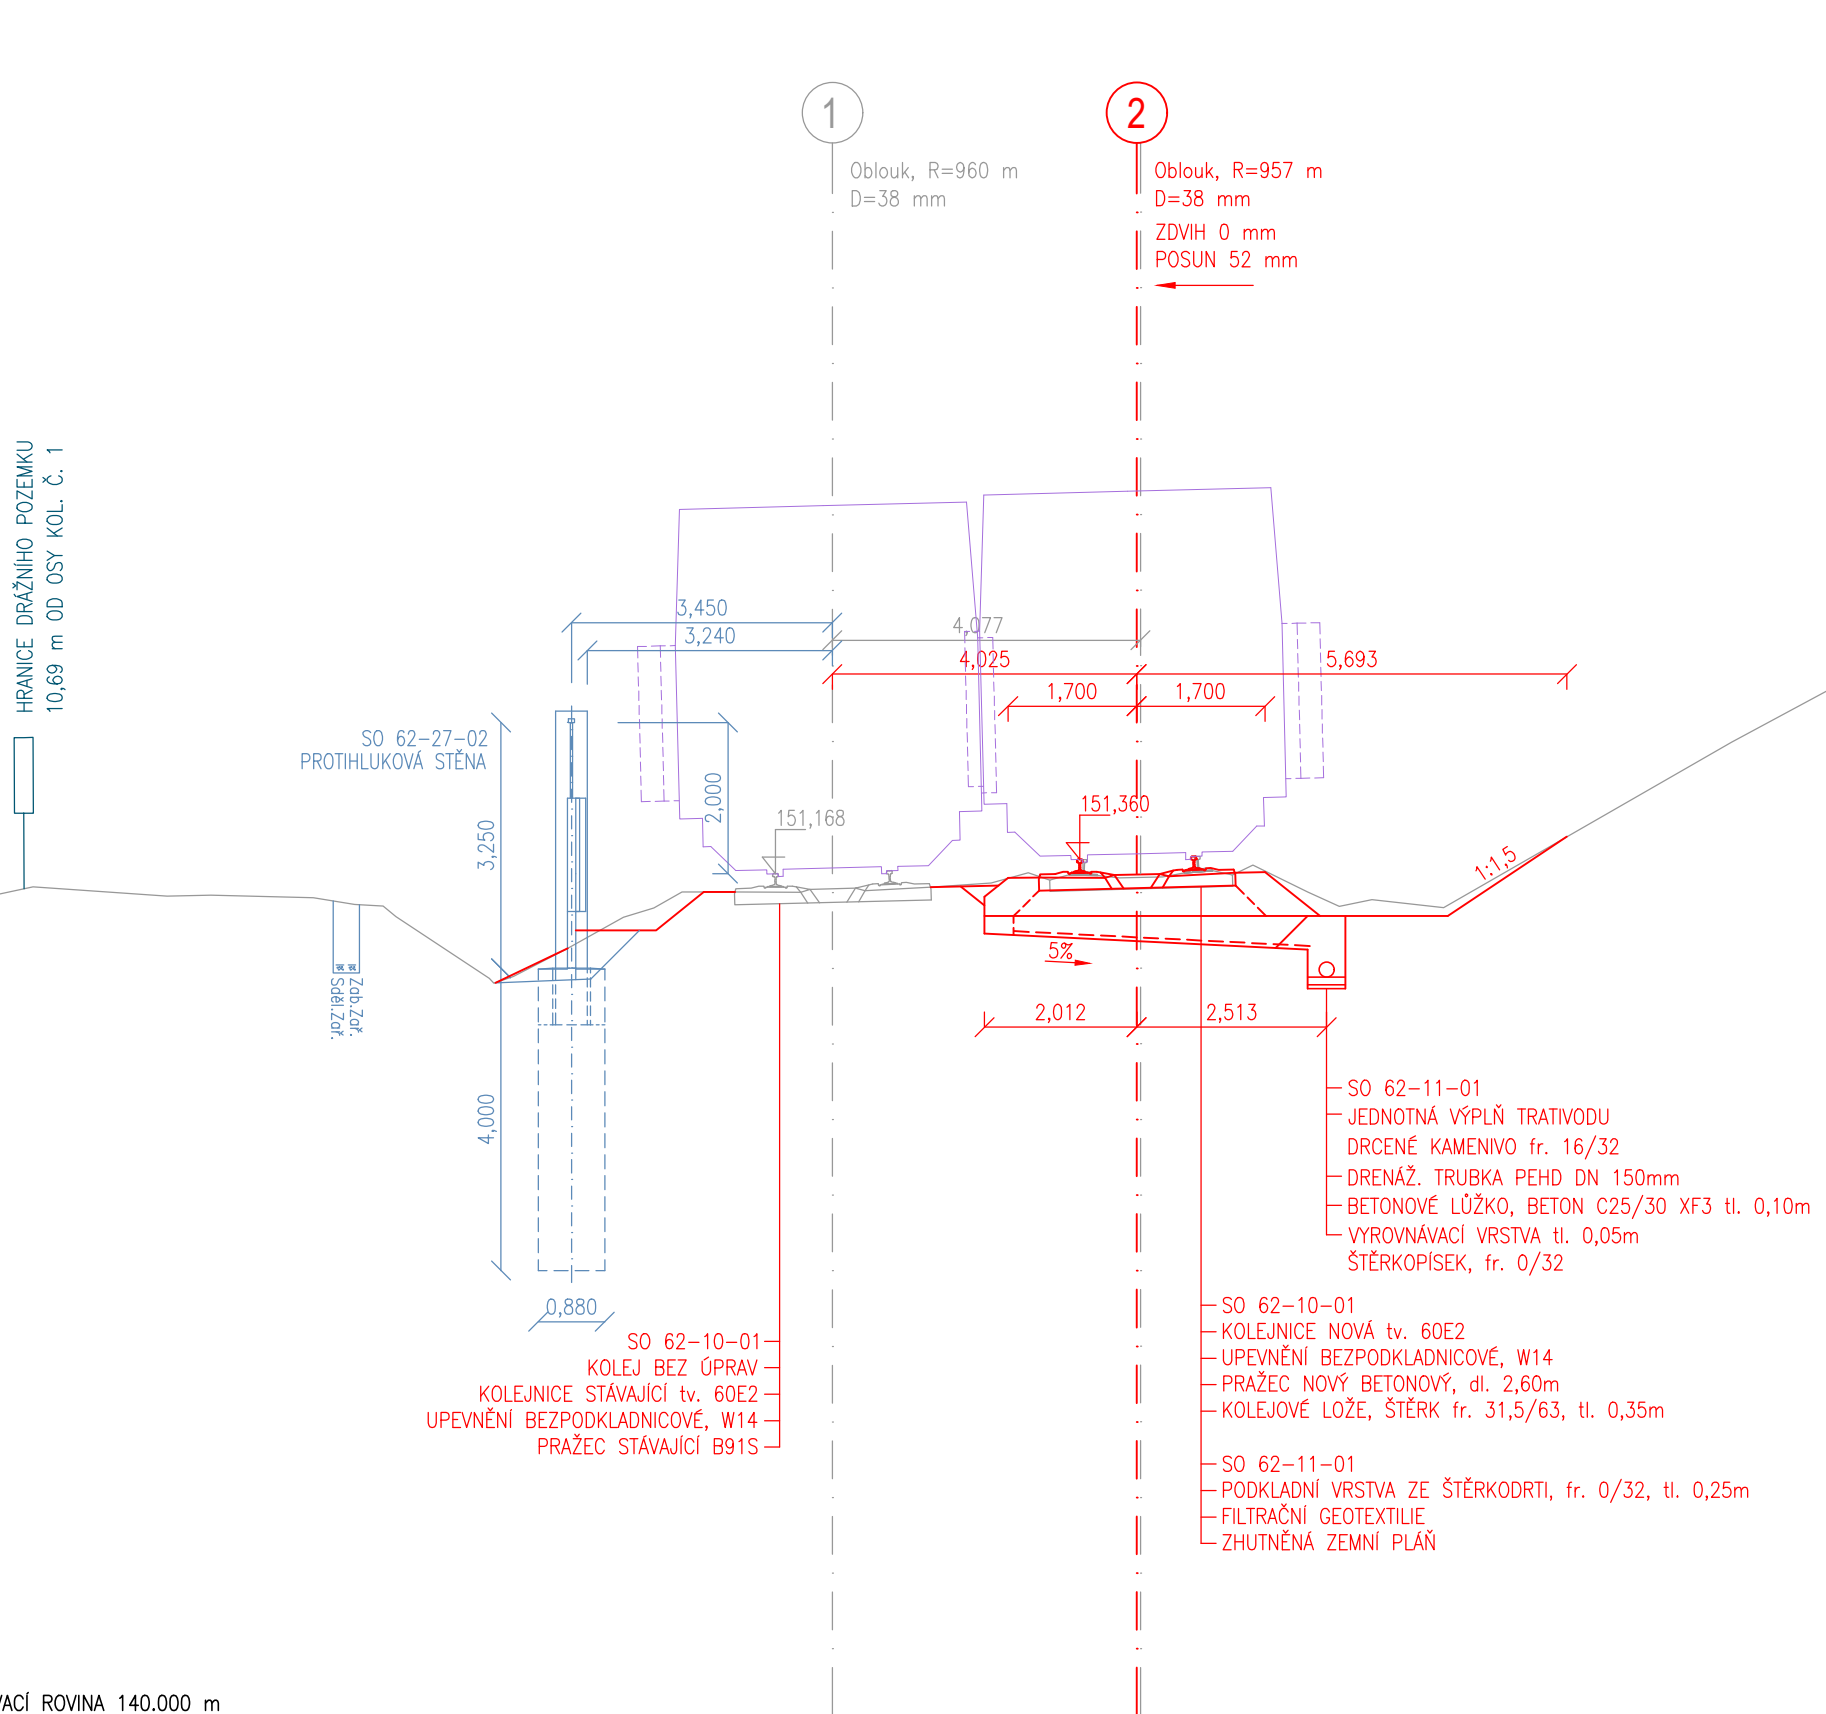 1
2
Oblouk, R=960 m
D=38 mm
Oblouk, R=957 m
D=38 mm
ZDVIH 0 mm
POSUN 52 mm
HRANICE DRÁŽNÍHO POZEMKU
10,69 m OD OSY KOL. Č. 1
3,450
3,240
4,077
4,025
5,693
1,700
1,700
SO 62-27-02
PROTIHLUKOVÁ STĚNA
2,000
3,250
151,168
151,360
1:1,5
5%
Zab.Zař.
Sděl.Zař.
2,012
2,513
4,000
0,880
SO 62-11-01
JEDNOTNÁ VÝPLŇ TRATIVODU
DRCENÉ KAMENIVO fr. 16/32
DRENÁŽ. TRUBKA PEHD DN 150mm
BETONOVÉ LŮŽKO, BETON C25/30 XF3 tl. 0,10m
VYROVNÁVACÍ VRSTVA tl. 0,05m
ŠTĚRKOPÍSEK, fr. 0/32
SO 62-10-01
KOLEJ BEZ ÚPRAV
KOLEJNICE STÁVAJÍCÍ tv. 60E2
UPEVNĚNÍ BEZPODKLADNICOVÉ, W14
PRAŽEC STÁVAJÍCÍ B91S
SO 62-10-01
KOLEJNICE NOVÁ tv. 60E2
UPEVNĚNÍ BEZPODKLADNICOVÉ, W14
PRAŽEC NOVÝ BETONOVÝ, dl. 2,60m
KOLEJOVÉ LOŽE, ŠTĚRK fr. 31,5/63, tl. 0,35m
SO 62-11-01
PODKLADNÍ VRSTVA ZE ŠTĚRKODRTI, fr. 0/32, tl. 0,25m
FILTRAČNÍ GEOTEXTILIE
ZHUTNĚNÁ ZEMNÍ PLÁŇ
VACÍ ROVINA 140.000 m